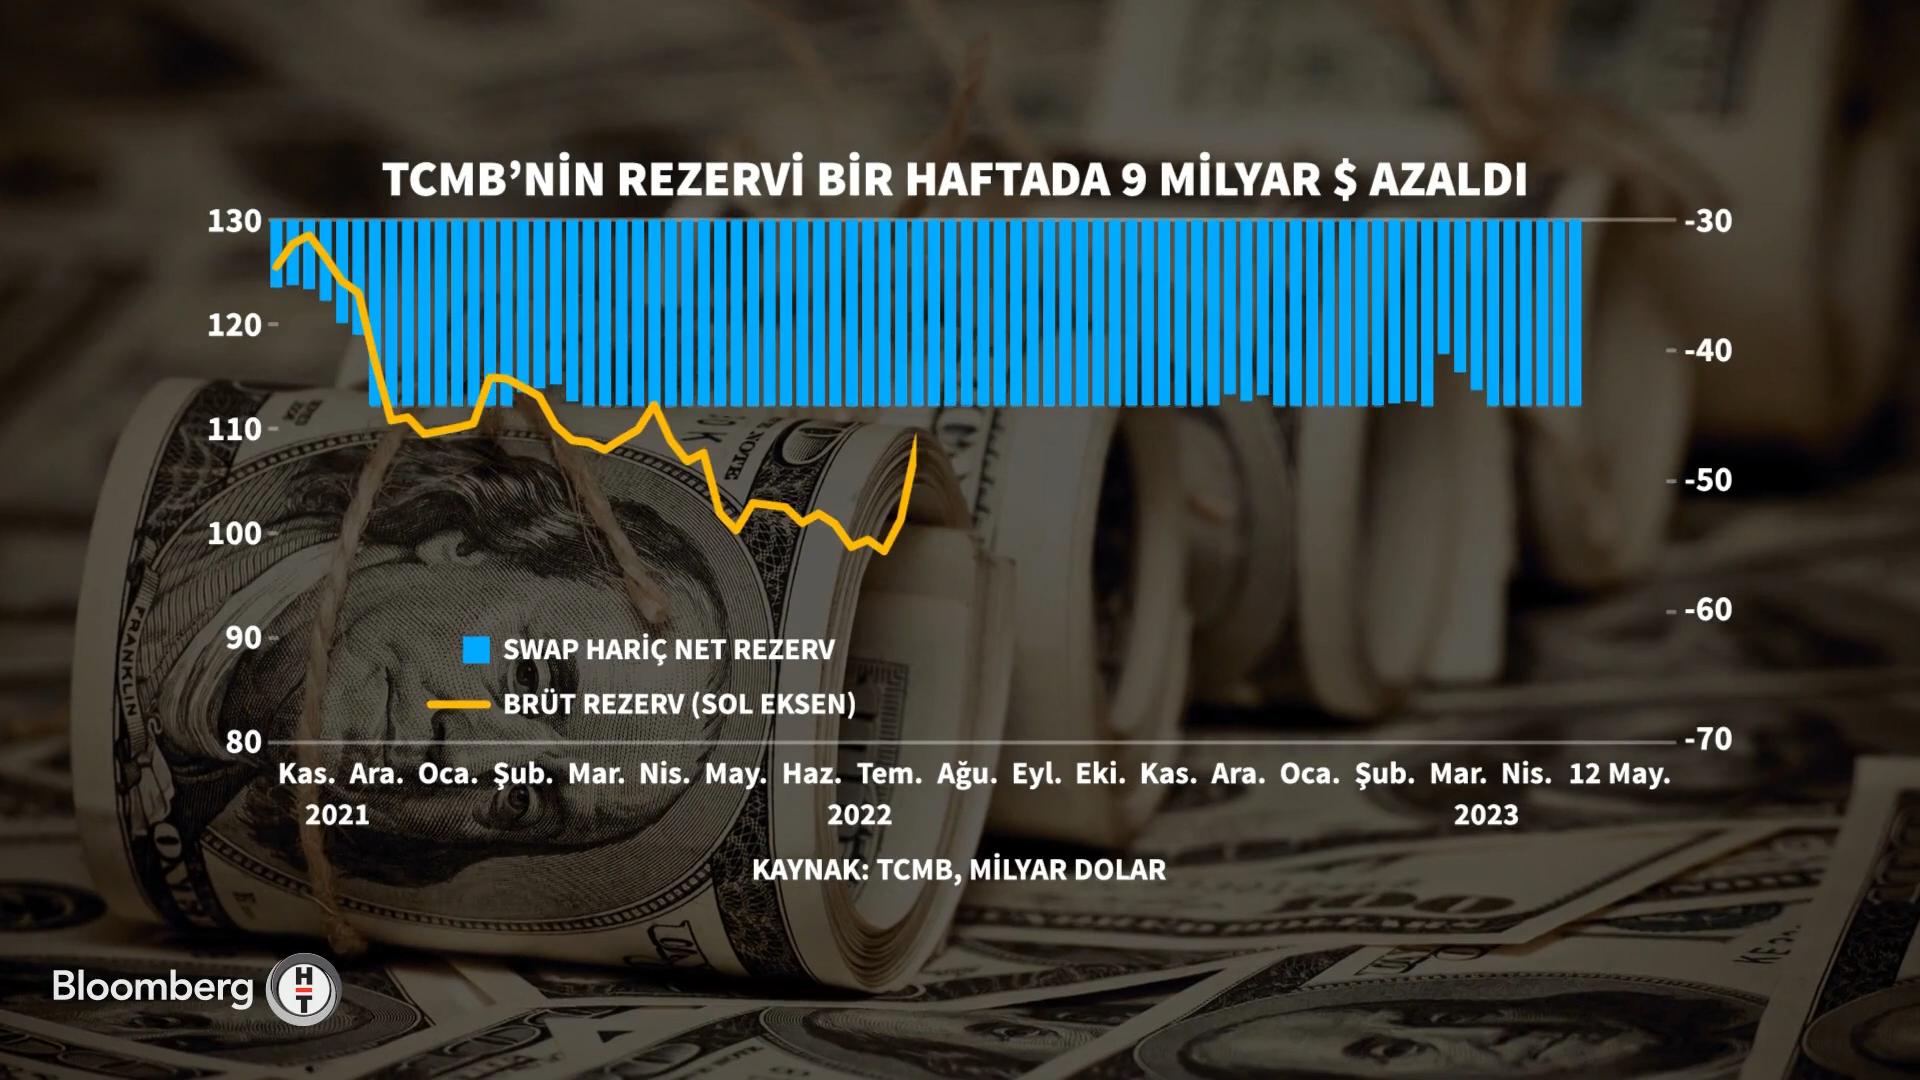 TCMB'NİN REZERVİ BİR HAFTADA 9 MİLYAR $ AZALDI
130
-30
120
-40
110
-50
100
-60
90
SWAP HARİÇ NET REZERV
BRÜT REZERV (SOL EKSEN)
80
-70
Kas. Ara. Oca. Şub. Mar. Nis. May. Haz. Tem. Ağu. Eyl. Eki. Kas. Ara. Oca. Şub. Mar. Nis. 12 May.
2021 2022 2023
KAYNAK: TCMB, MİLYAR DOLAR
Bloomberg HT
FRANKLIN